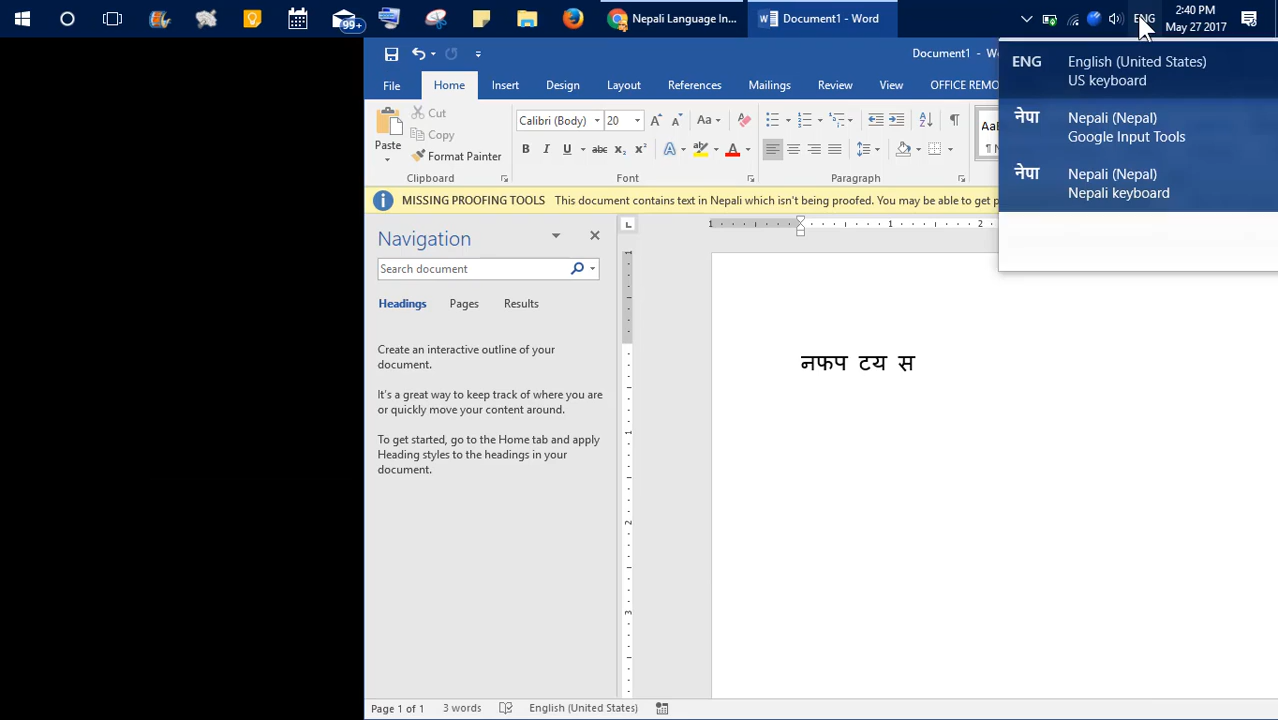 99+
Nepali Language In...
Document1 - Word
ENG
2:40 PM
May 27 2017
Document1 - Wo
File
Home
Insert
Design
Layout
References
Mailings
Review
View
OFFICE REMO
ENG English (United States)
US keyboard
नेपा Nepali (Nepal)
Google Input Tools
नेपा Nepali (Nepal)
Nepali keyboard
Paste
Cut
Copy
Format Painter
Calibri (Body)
20
Clipboard
Font
Paragraph
MISSING PROOFING TOOLS This document contains text in Nepali which isn't being proofed. You may be able to get p
Navigation
Search document
Headings
Pages
Results
Create an interactive outline of your
document.
It's a great way to keep track of where you are
or quickly move your content around.
To get started, go to the Home tab and apply
Heading styles to the headings in your
document.
नफप टय स
Page 1 of 1
3 words
English (United States)